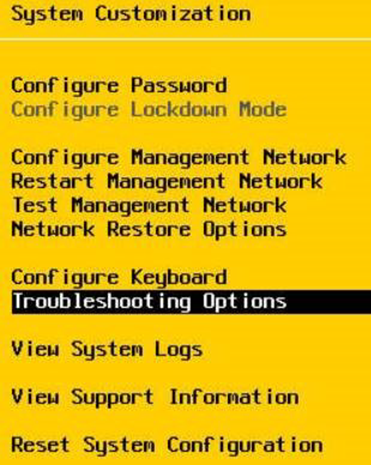 System Customization
Configure Password
Configure Lockdown Mode
Configure Management Network
Restart Management Network
Test Management Network
Network Restore Options
Configure Keyboard
Troubleshooting Options
View System Logs
View Support Information
Reset System Configuration